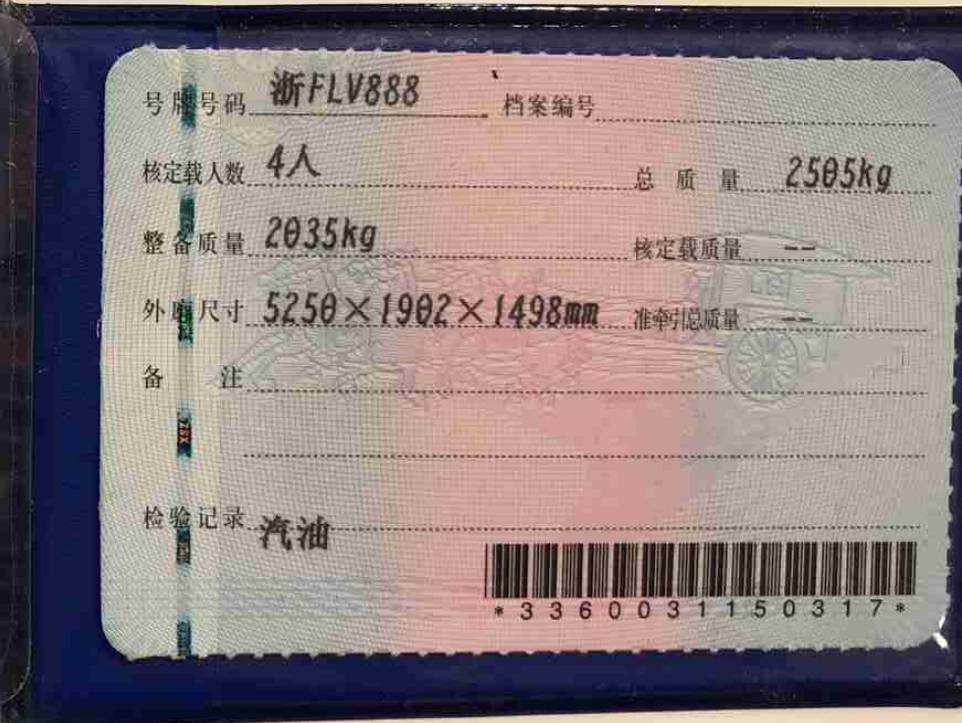 号牌号码 浙FLV888 档案编号
核定载人数 4人 总质量 2505kg
整备质量 2035kg 核定载质量 --
外廓尺寸 5250×1902×1498mm 准牵引总质量 --
备注
检验记录 汽油
*3360031150317*